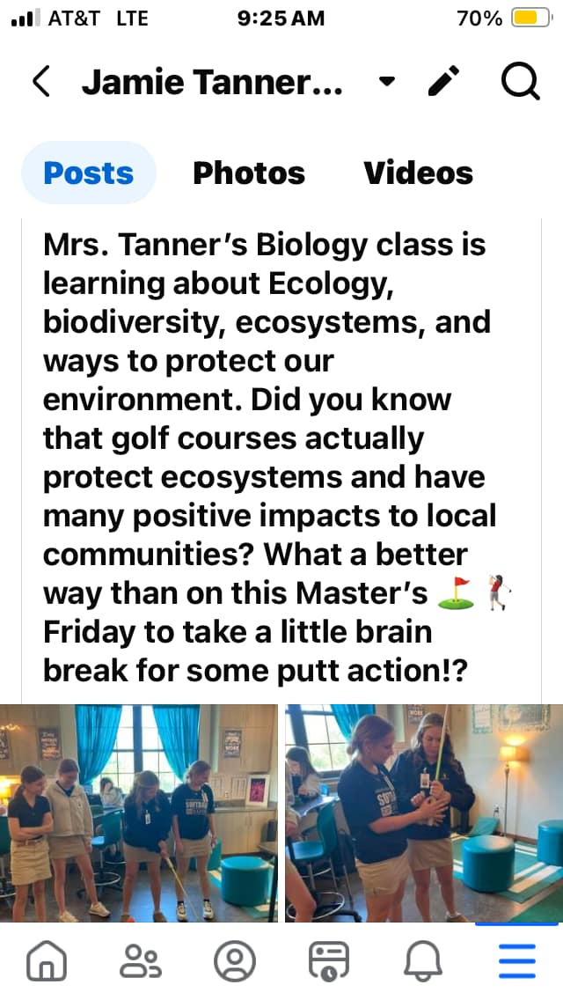 AT&T LTE 9:25 AM 70%
Jamie Tanner...
Posts Photos Videos
Mrs. Tanner’s Biology class is
learning about Ecology,
biodiversity, ecosystems, and
ways to protect our
environment. Did you know
that golf courses actually
protect ecosystems and have
many positive impacts to local
communities? What a better
way than on this Master’s ⛳ 🏌🏻‍♀️
Friday to take a little brain
break for some putt action!?